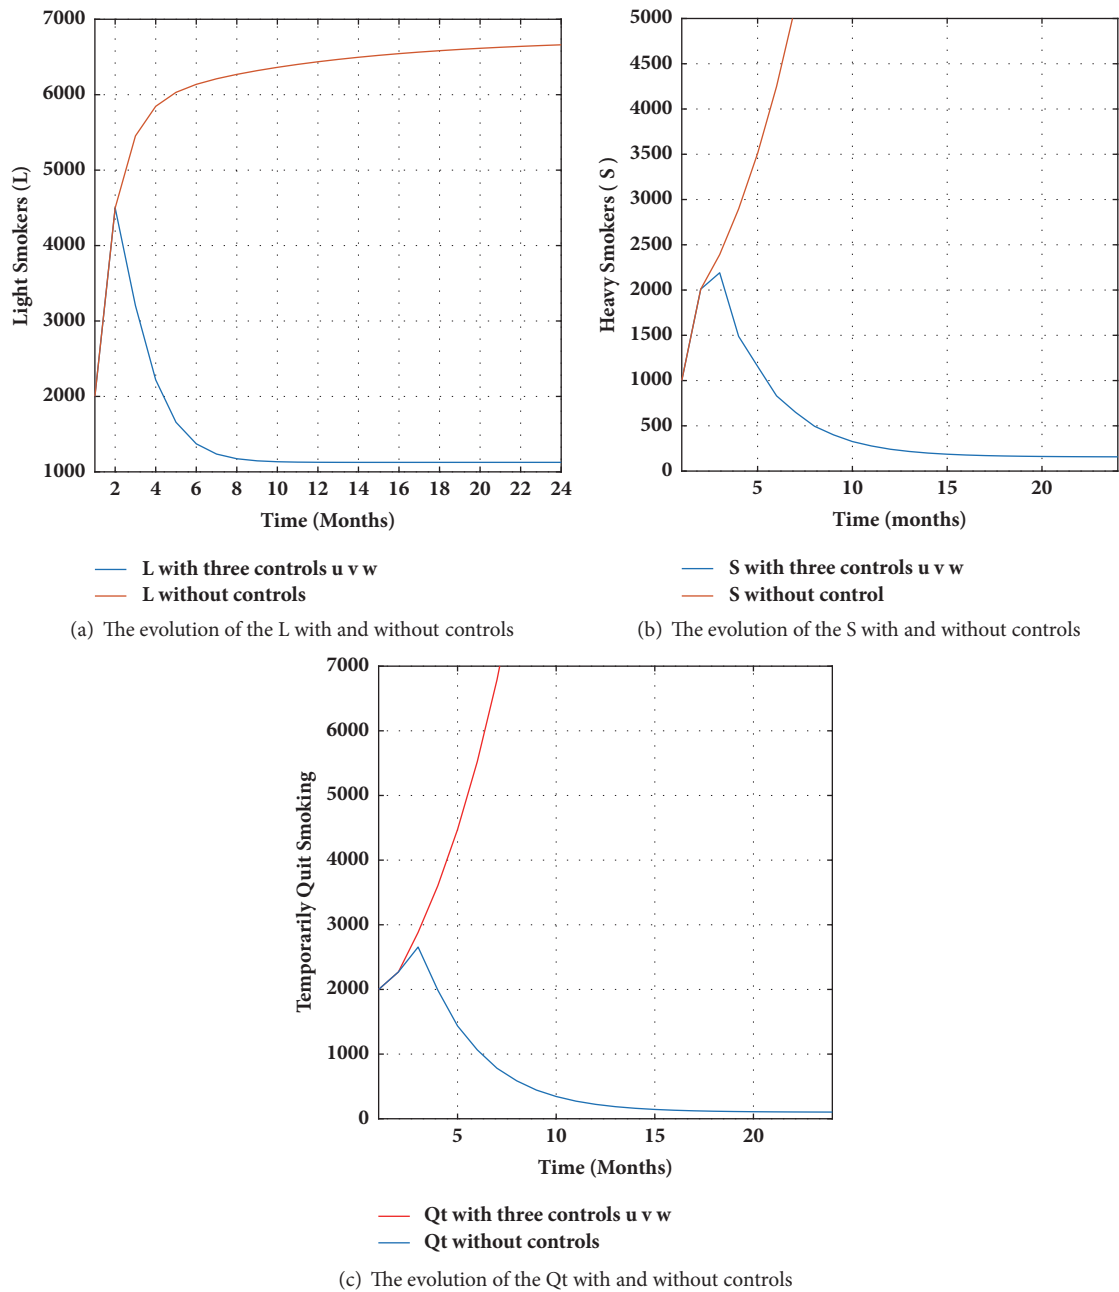 7000
6000
5000
4000
3000
2000
1000
Light Smokers (L)
2 4 6 8 10 12 14 16 18 20 22 24
Time (Months)
L with three controls u v w
L without controls
(a) The evolution of the L with and without controls
5000
4500
4000
3500
3000
2500
2000
1500
1000
500
0
Heavy Smokers ( S )
5 10 15 20
Time (months)
S with three controls u v w
S without control
(b) The evolution of the S with and without controls
7000
6000
5000
4000
3000
2000
1000
0
Temporarily Quit Smoking
5 10 15 20
Time (Months)
Qt with three controls u v w
Qt without controls
(c) The evolution of the Qt with and without controls